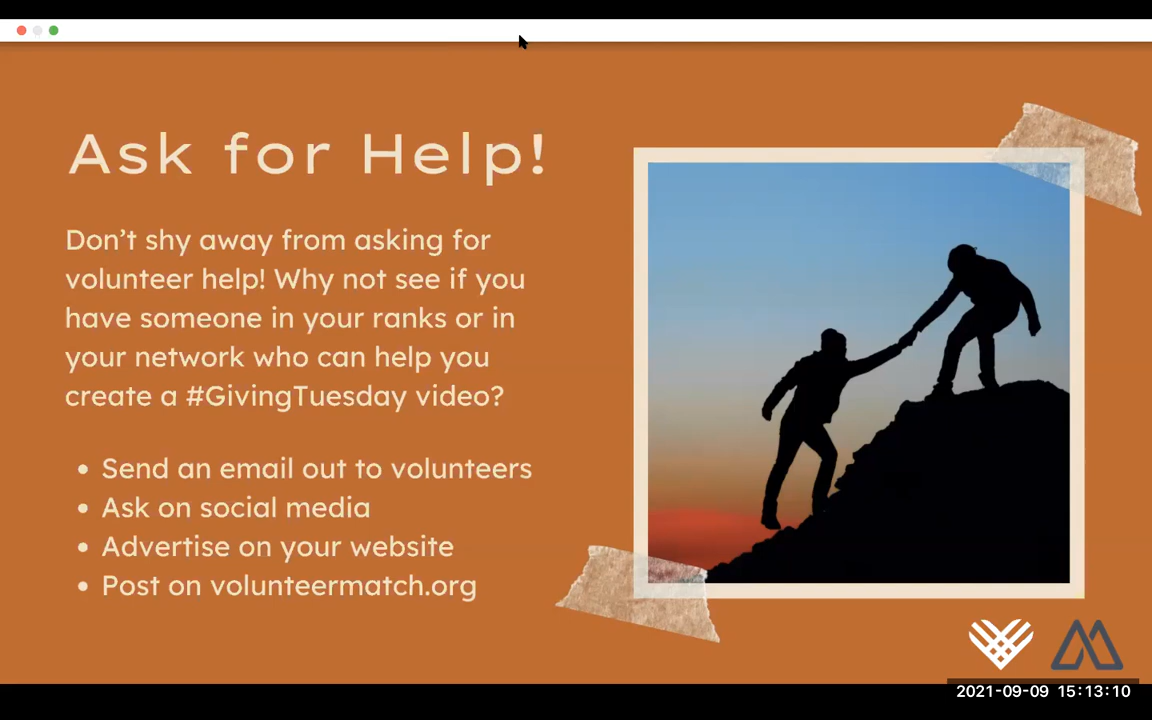 Ask for Help!
Don’t shy away from asking for
volunteer help! Why not see if you
have someone in your ranks or in
your network who can help you
create a #GivingTuesday video?
• Send an email out to volunteers
• Ask on social media
• Advertise on your website
• Post on volunteermatch.org
2021-09-09 15:13:10